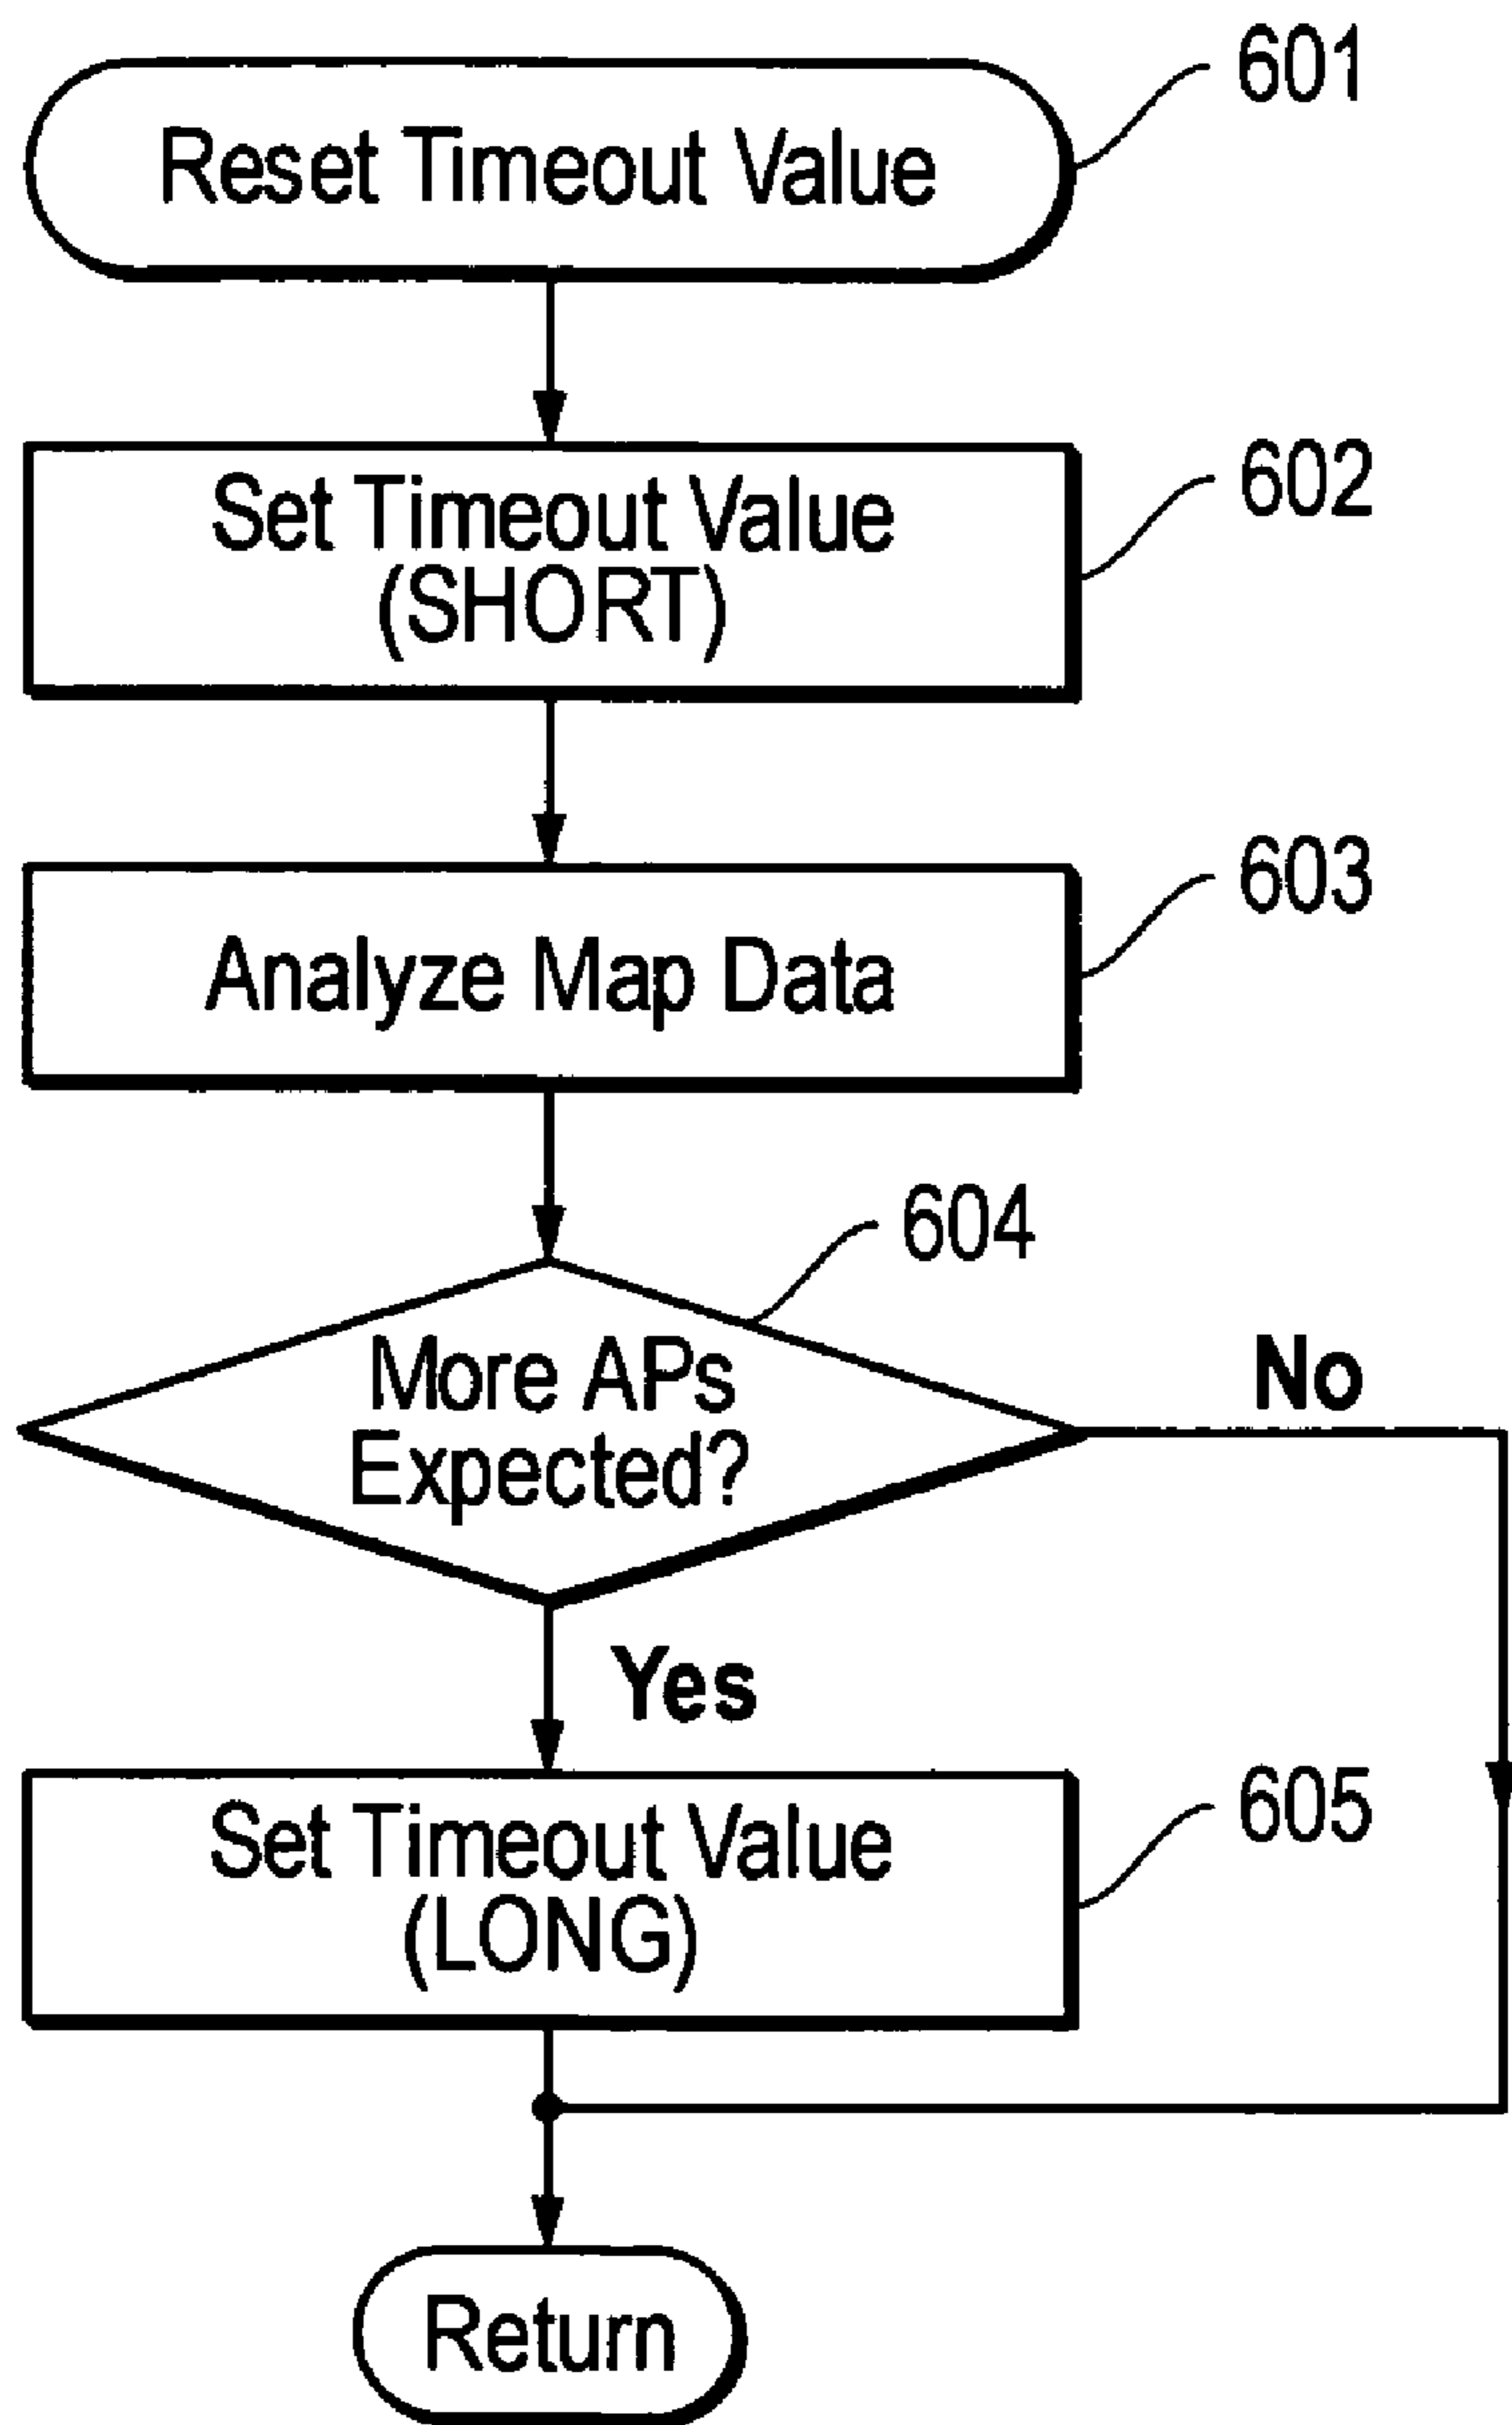 601
Reset Timeout Value
602
Set Timeout Value
(SHORT)
603
Analyze Map Data
604
More APs
Expected?
No
Yes
605
Set Timeout Value
(LONG)
Return